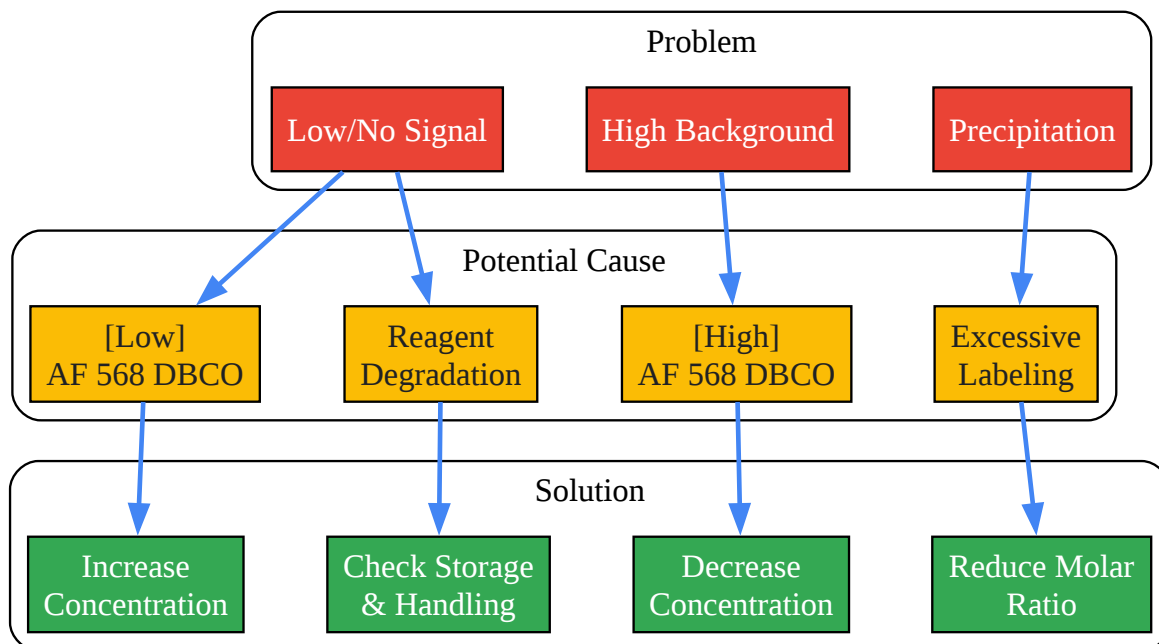 Problem
Low/No Signal
High Background
Precipitation
Potential Cause
[Low]
AF 568 DBCO
Reagent
Degradation
[High]
AF 568 DBCO
Excessive
Labeling
Solution
Increase
Concentration
Check Storage
& Handling
Decrease
Concentration
Reduce Molar
Ratio